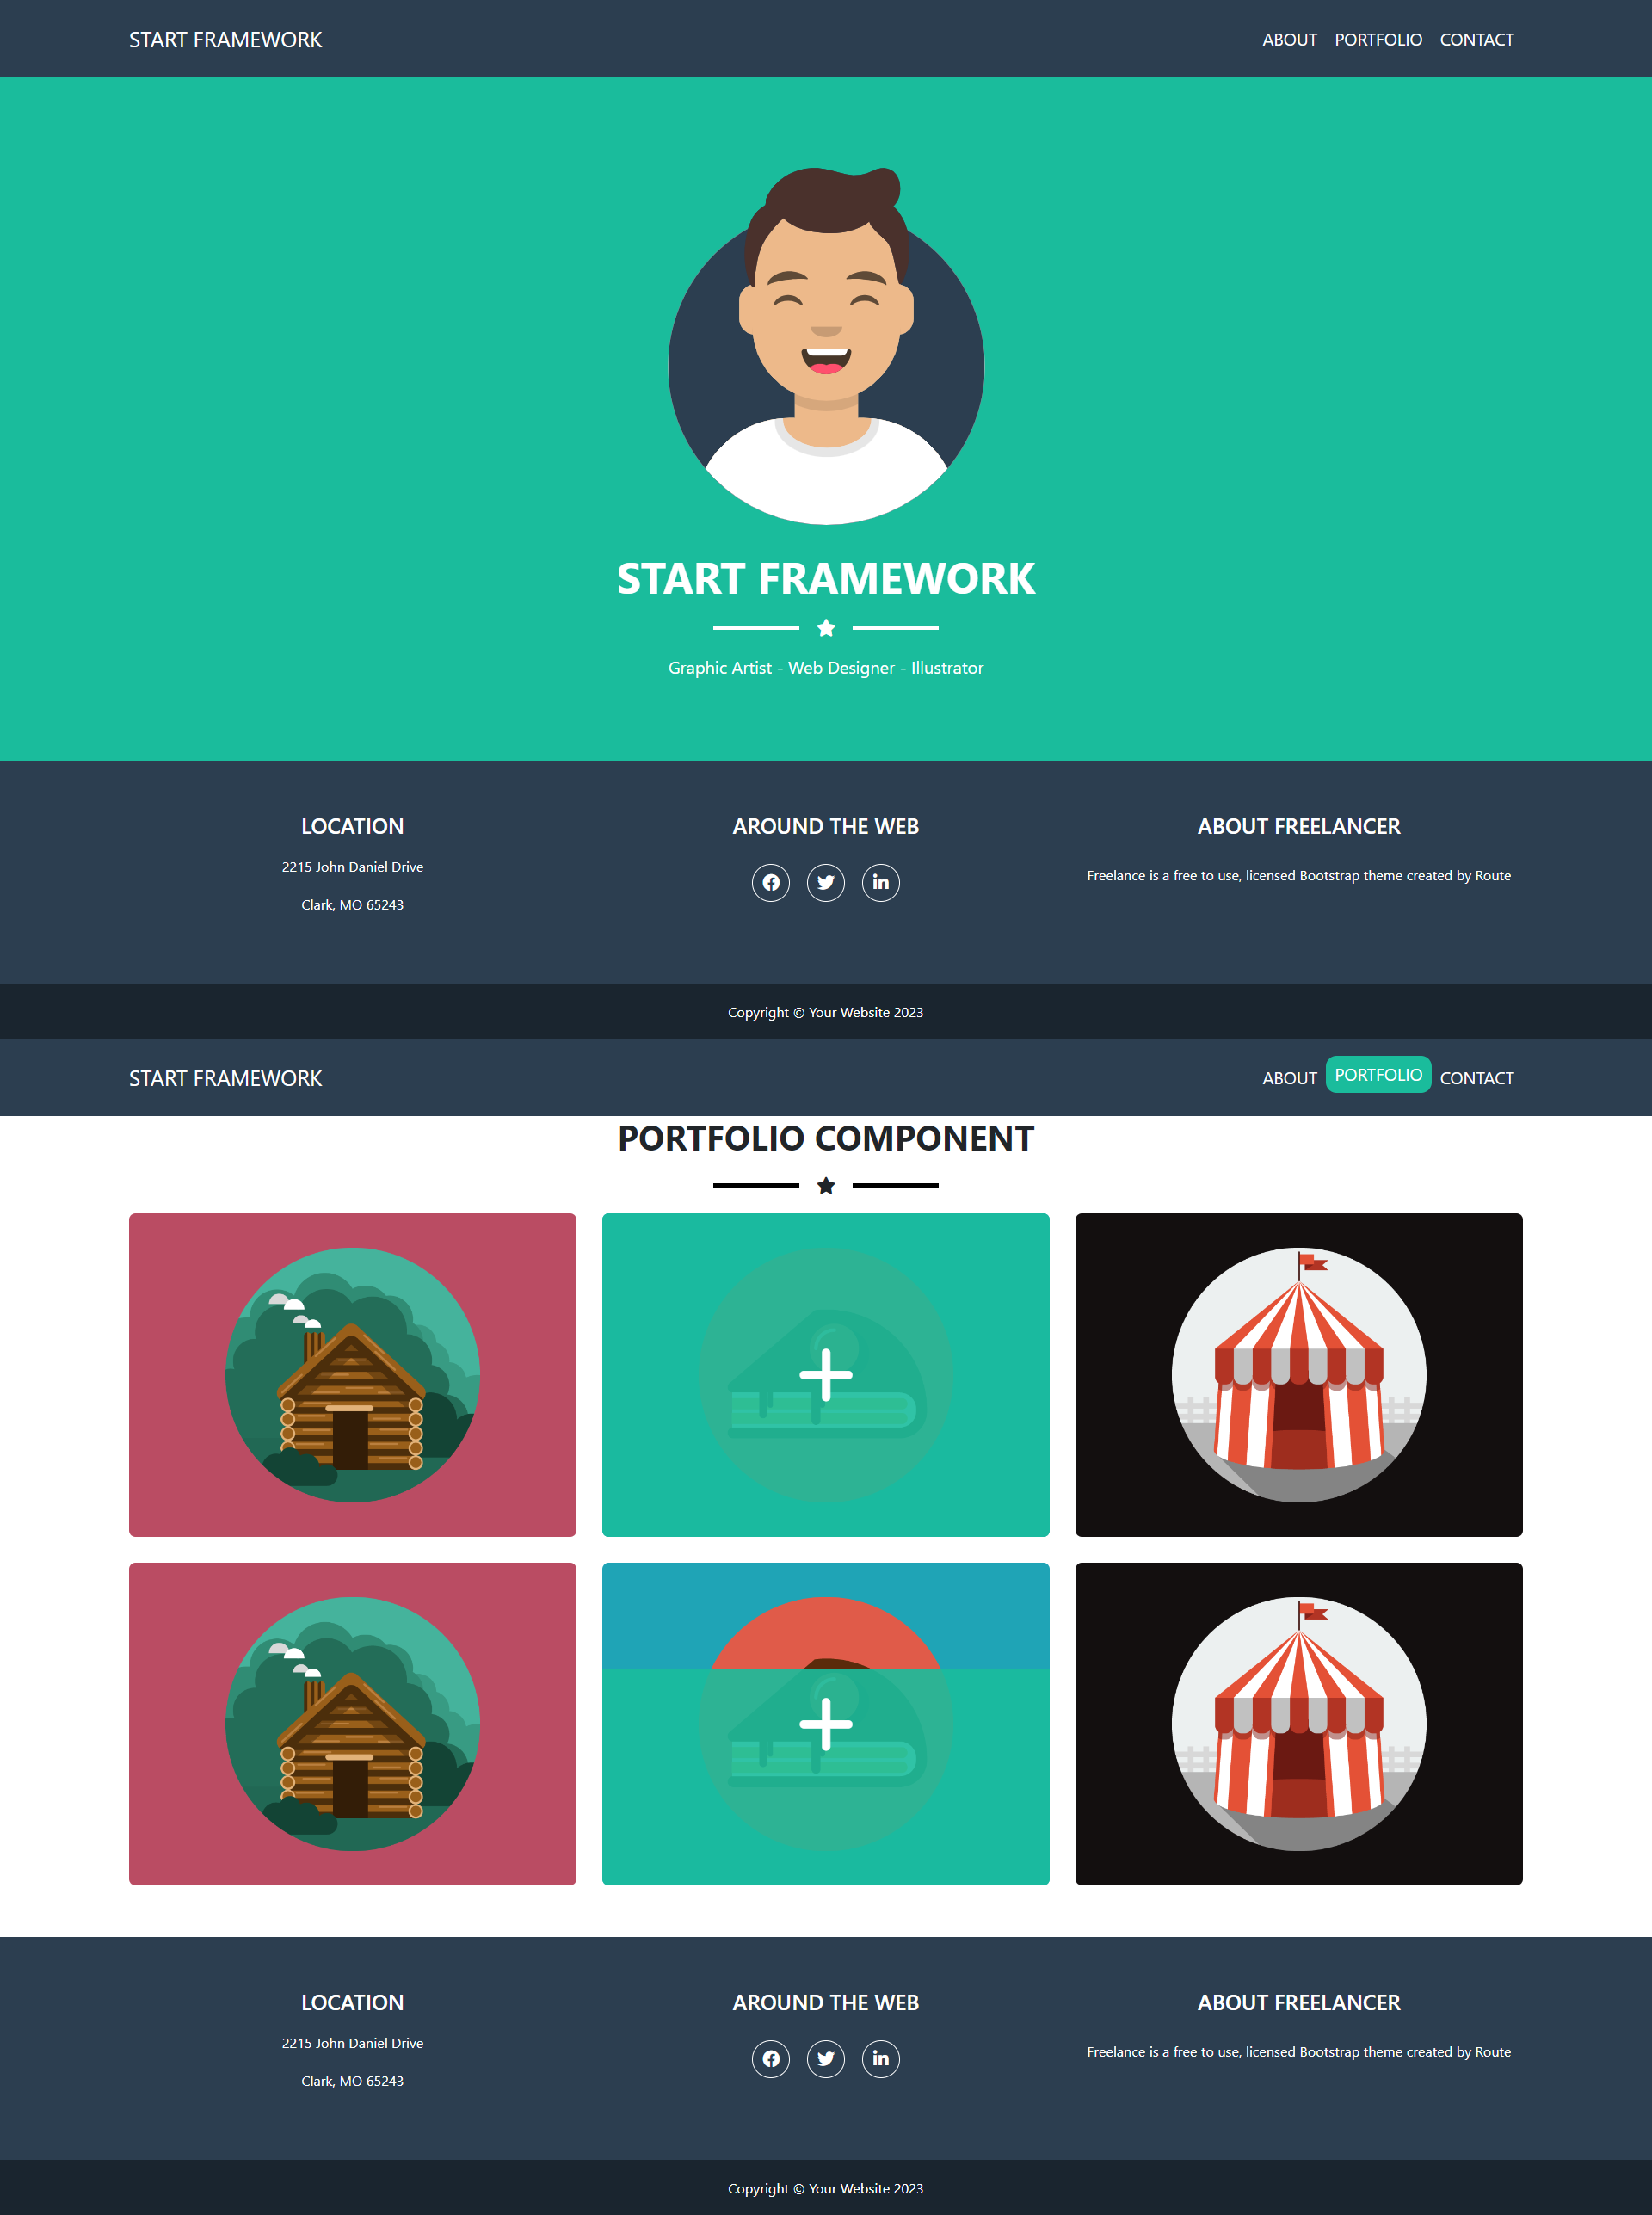 START FRAMEWORK
ABOUT PORTFOLIO CONTACT
START FRAMEWORK
Graphic Artist - Web Designer - Illustrator
LOCATION
2215 John Daniel Drive
Clark, MO 65243
AROUND THE WEB
ABOUT FREELANCER
Freelance is a free to use, licensed Bootstrap theme created by Route
Copyright © Your Website 2023
START FRAMEWORK
ABOUT PORTFOLIO CONTACT
PORTFOLIO COMPONENT
LOCATION
2215 John Daniel Drive
Clark, MO 65243
AROUND THE WEB
ABOUT FREELANCER
Freelance is a free to use, licensed Bootstrap theme created by Route
Copyright © Your Website 2023